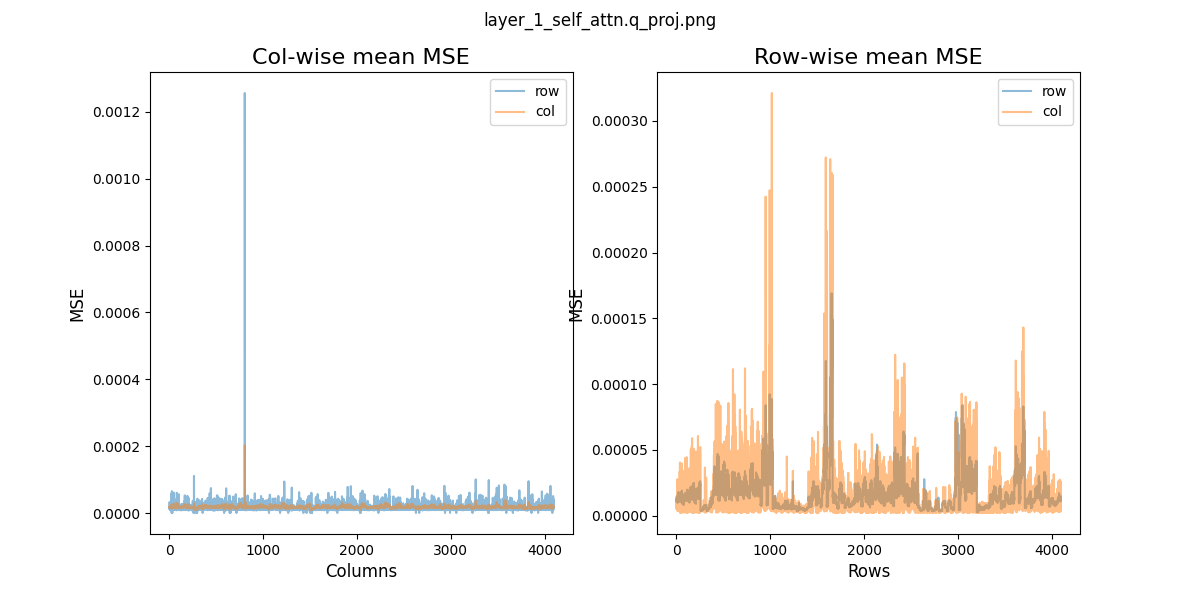 layer_1_self_attn.q_proj.png
Col-wise mean MSE
row
col
MSE
0.0012
0.0010
0.0008
0.0006
0.0004
0.0002
0.0000
0
1000
2000
3000
4000
Columns
Row-wise mean MSE
row
col
MSE
0.00030
0.00025
0.00020
0.00015
0.00010
0.00005
0.00000
0
1000
2000
3000
4000
Rows